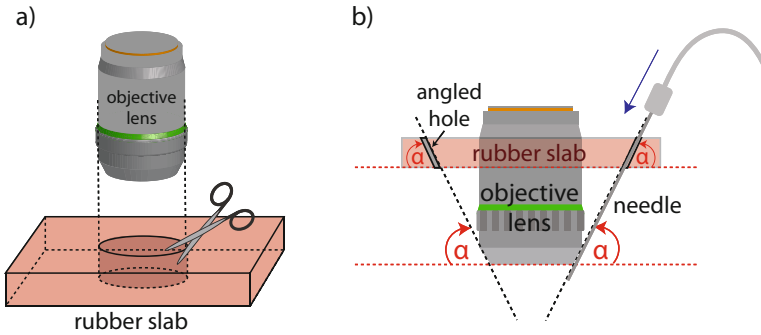 a)
objective
lens
rubber slab
b)
angled
hole
α
rubber slab
α
objective
lens
needle
α
α